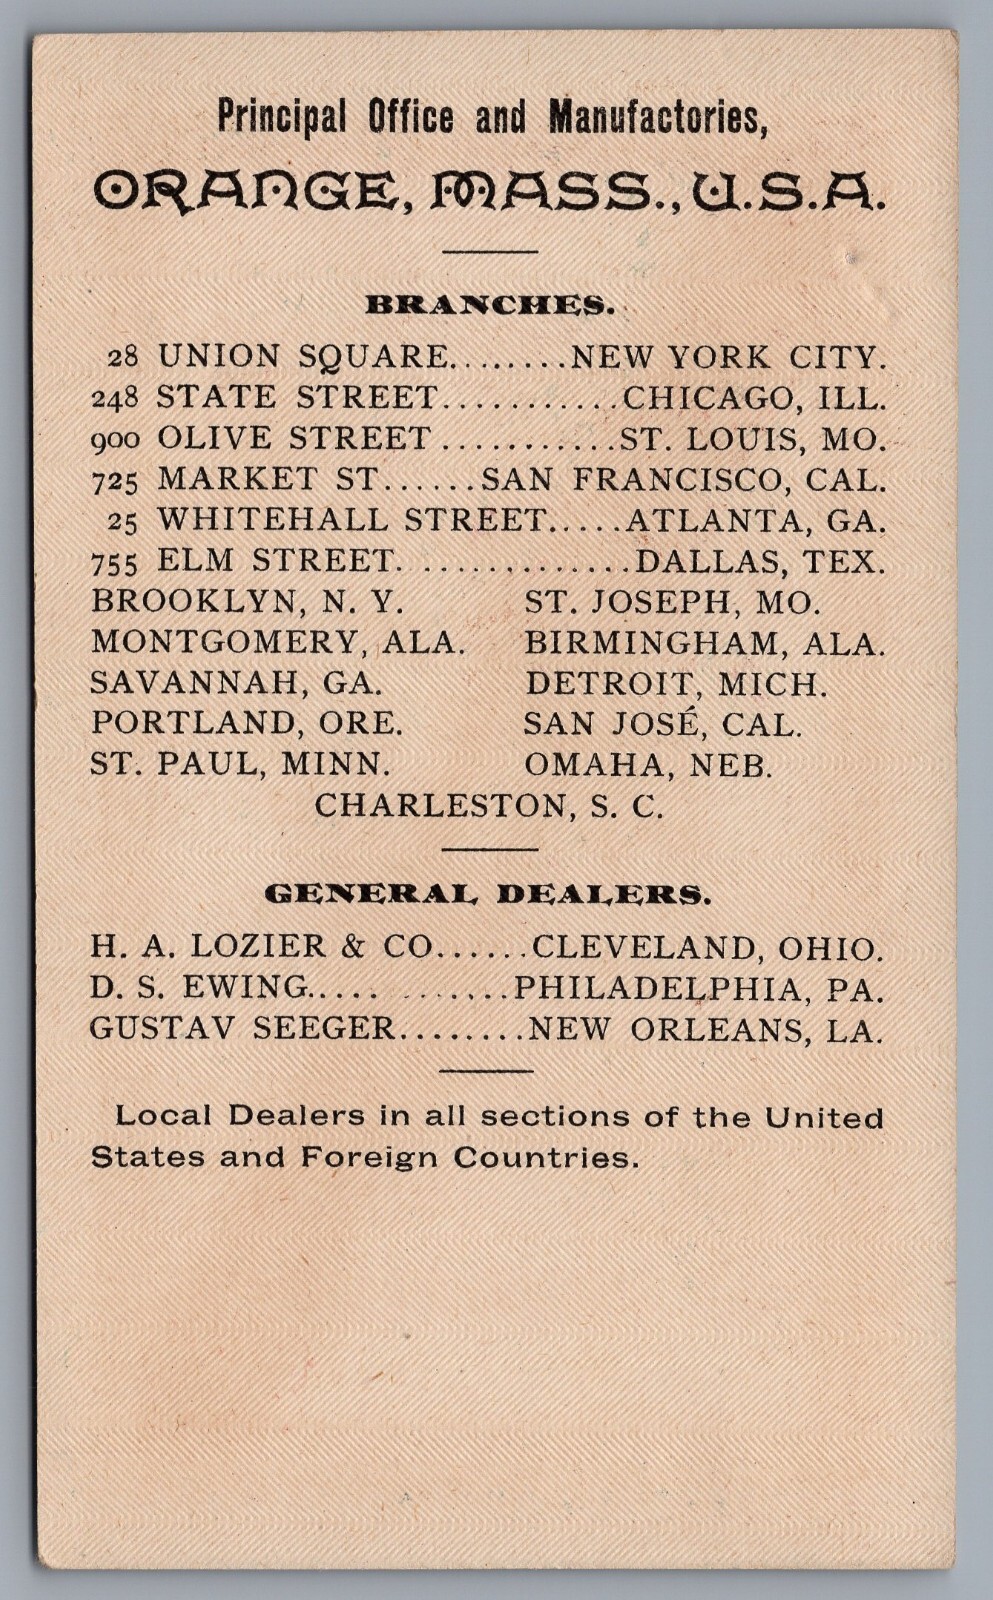 Principal Office and Manufactories,
ORANGE, MASS., U.S.A.
BRANCHES.
28 UNION SQUARE........NEW YORK CITY.
248 STATE STREET...........CHICAGO, ILL.
900 OLIVE STREET...........ST. LOUIS, MO.
725 MARKET ST......SAN FRANCISCO, CAL.
25 WHITEHALL STREET.....ATLANTA, GA.
755 ELM STREET..............DALLAS, TEX.
BROOKLYN, N. Y. ST. JOSEPH, MO.
MONTGOMERY, ALA. BIRMINGHAM, ALA.
SAVANNAH, GA. DETROIT, MICH.
PORTLAND, ORE. SAN JOSÉ, CAL.
ST. PAUL, MINN. OMAHA, NEB.
CHARLESTON, S. C.
GENERAL DEALERS.
H. A. LOZIER & CO......CLEVELAND, OHIO.
D. S. EWING..... .......PHILADELPHIA, PA.
GUSTAV SEEGER........NEW ORLEANS, LA.
Local Dealers in all sections of the United
States and Foreign Countries.